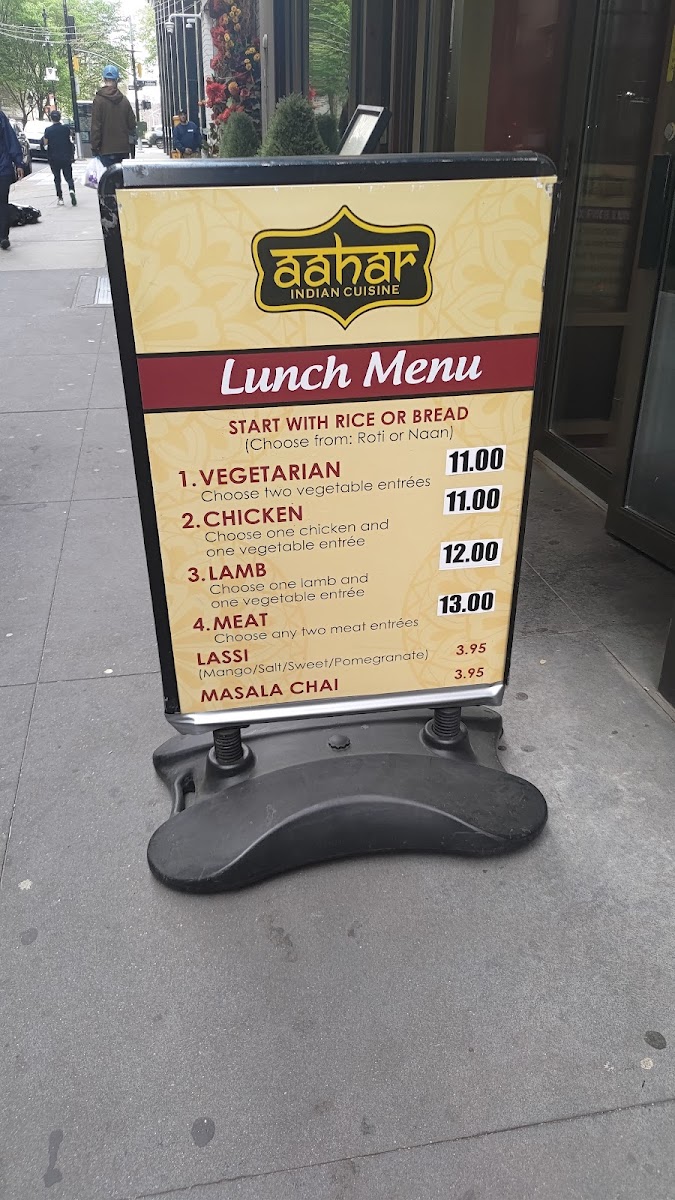 aahar
INDIAN CUISINE
Lunch Menu
START WITH RICE OR BREAD
(Choose from: Roti or Naan)
1. VEGETARIAN 11.00
Choose two vegetable entrées
2. CHICKEN 11.00
Choose one chicken and
one vegetable entrée
3. LAMB 12.00
Choose one lamb and
one vegetable entrée
4. MEAT 13.00
Choose any two meat entrées
LASSI 3.95
(Mango/Salt/Sweet/Pomegranate)
MASALA CHAI 3.95